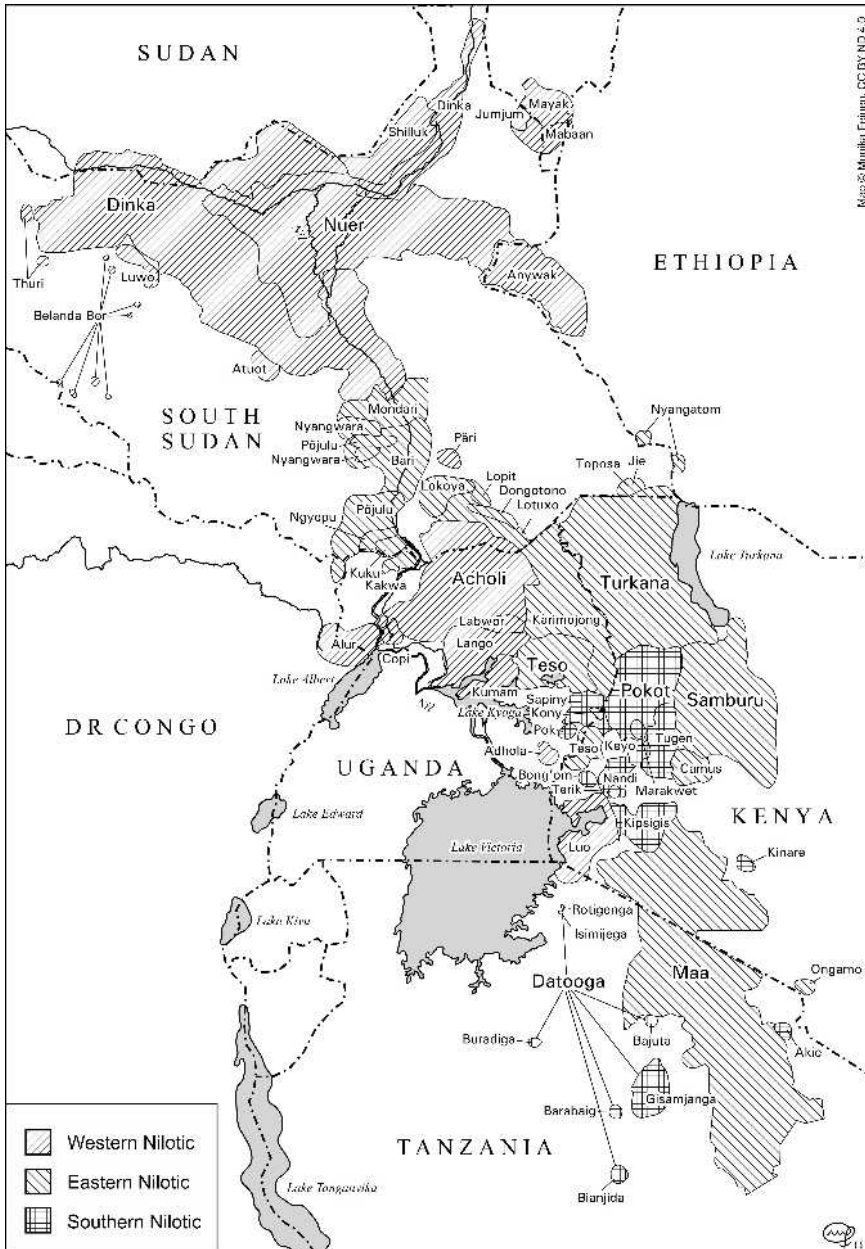 SUDAN
Dinka
Shilluk
Jumjum
Mayak
Mabaan
Dinka
Nuer
ETHIOPIA
Anywak
Thuri
Luwo
Belanda Bor
Atuot
SOUTH
SUDAN
Mondari
Nyangwara
Pöjulu
Nyangwara
Bari
Päri
Nyangatom
Toposa
Jie
Lokoya
Lopit
Dongotono
Lotuxo
Pöjulu
Ngyepu
Kuku
Kakwa
Acholi
Turkana
Lake Turkana
Labwor
Karimojong
Lango
Alur
Copi
Teso
Lake Albert
Kumam
Lake Kyoga
Sapiny
Kony
Pok
Pokot
Samburu
DR CONGO
Adhola
Teso
Keyo
Tugen
Camus
UGANDA
Bong'om
Nandi
Terik
Marakwet
Lake Edward
Kipsigis
KENYA
Lake Victoria
Luo
Kinare
Lake Kivu
Rotigenga
Isimijega
Datooga
Maa
Ongamo
Buradiga
Bajuta
Akie
Gisamjanga
Barabaig
TANZANIA
Bianjida
Lake Tanganyika
Western Nilotic
Eastern Nilotic
Southern Nilotic